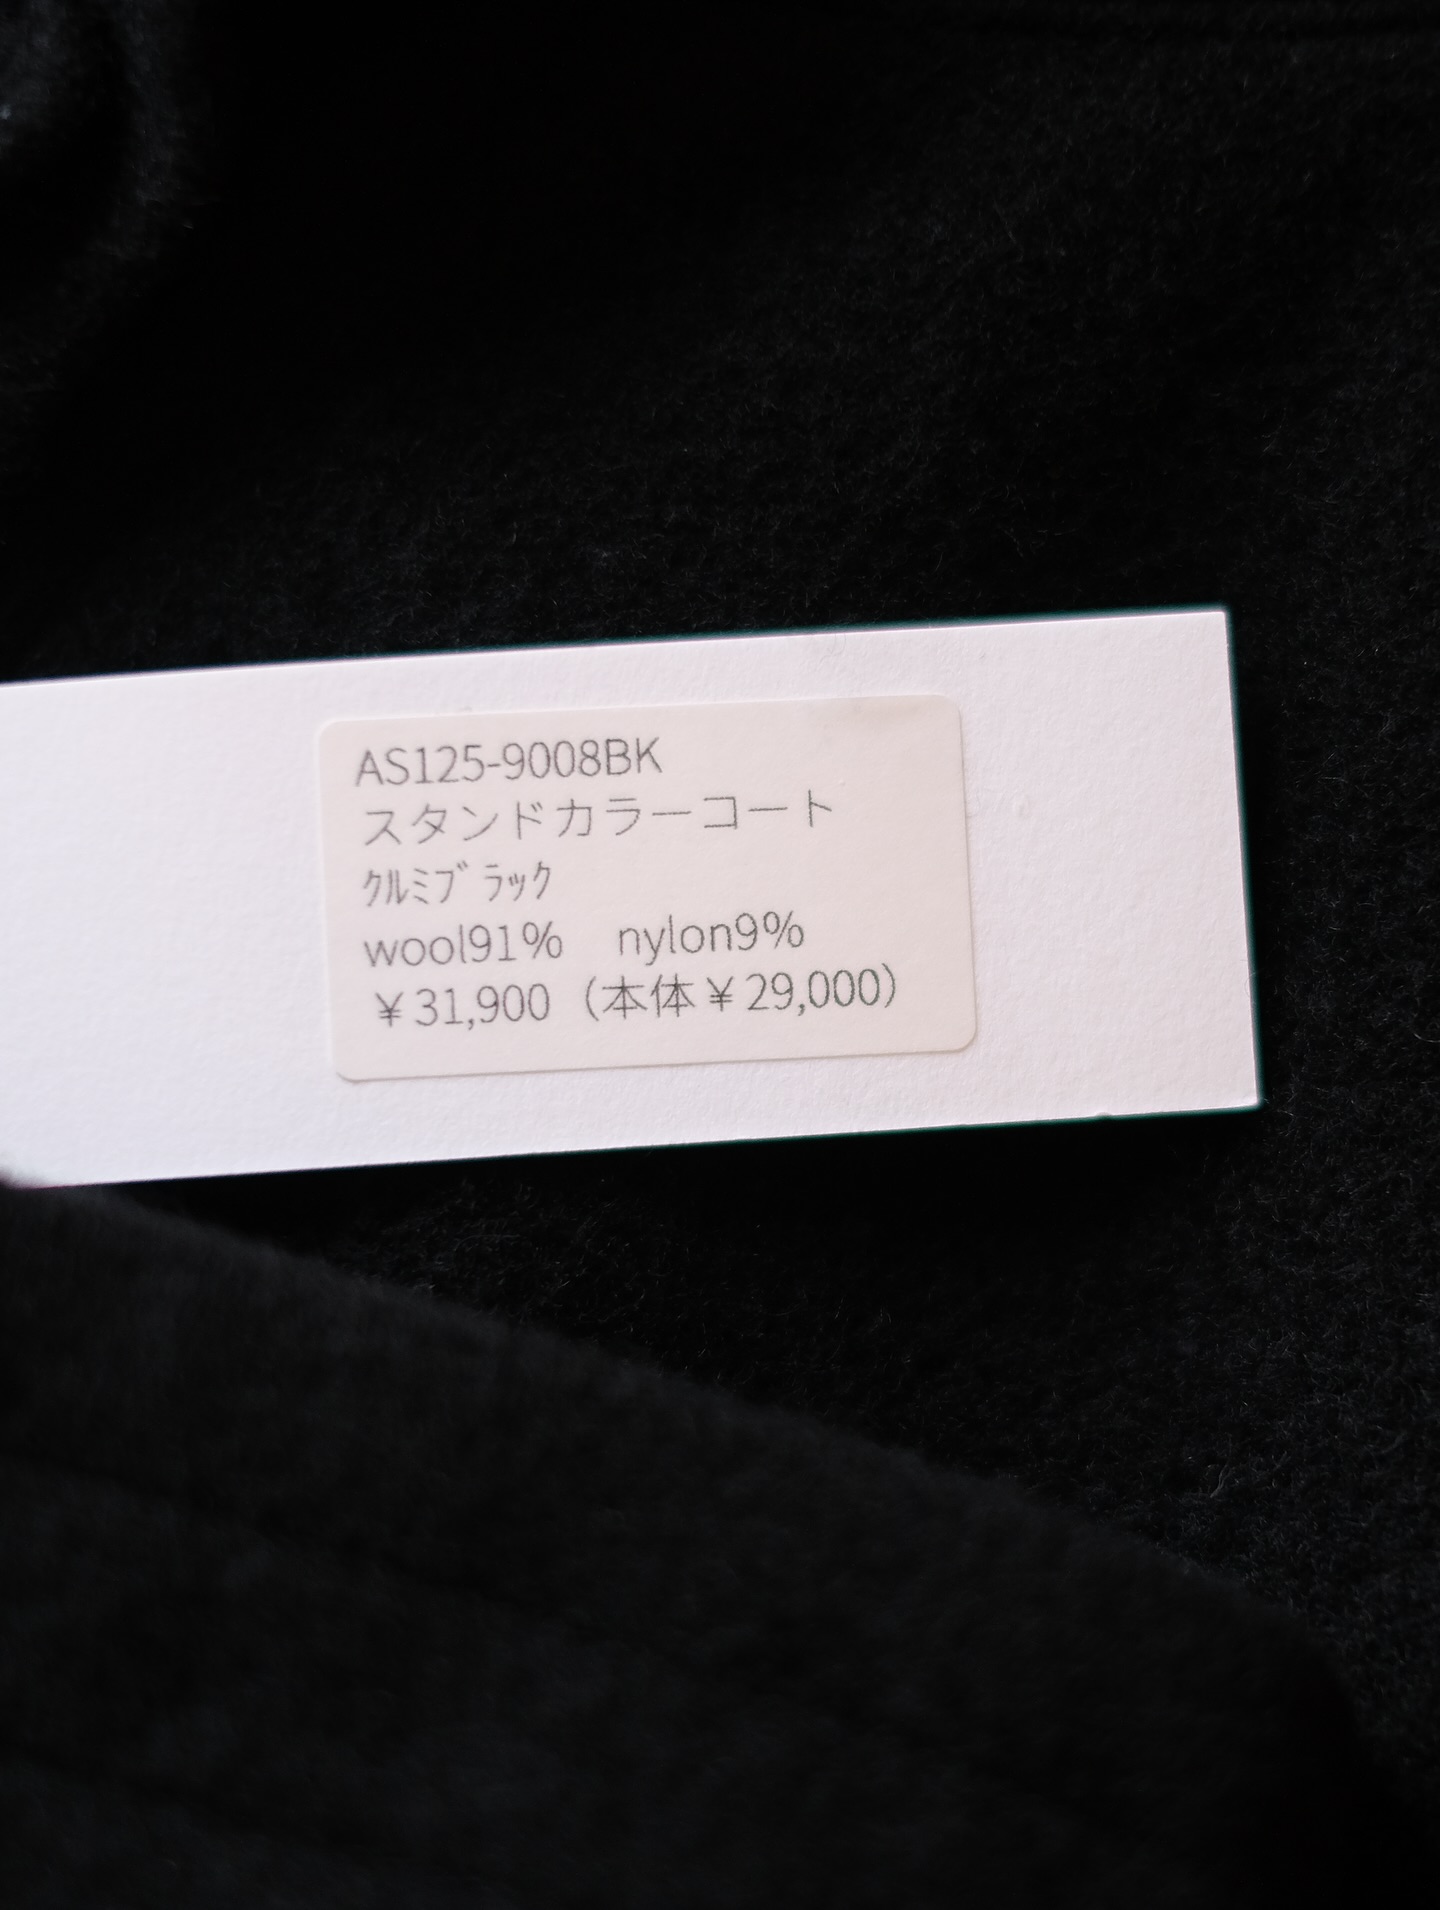 AS125-9008BK
スタンドカラーコート
ｸﾙﾐﾌﾞﾗｯｸ
wool91%　nylon9%
￥31,900（本体￥29,000）